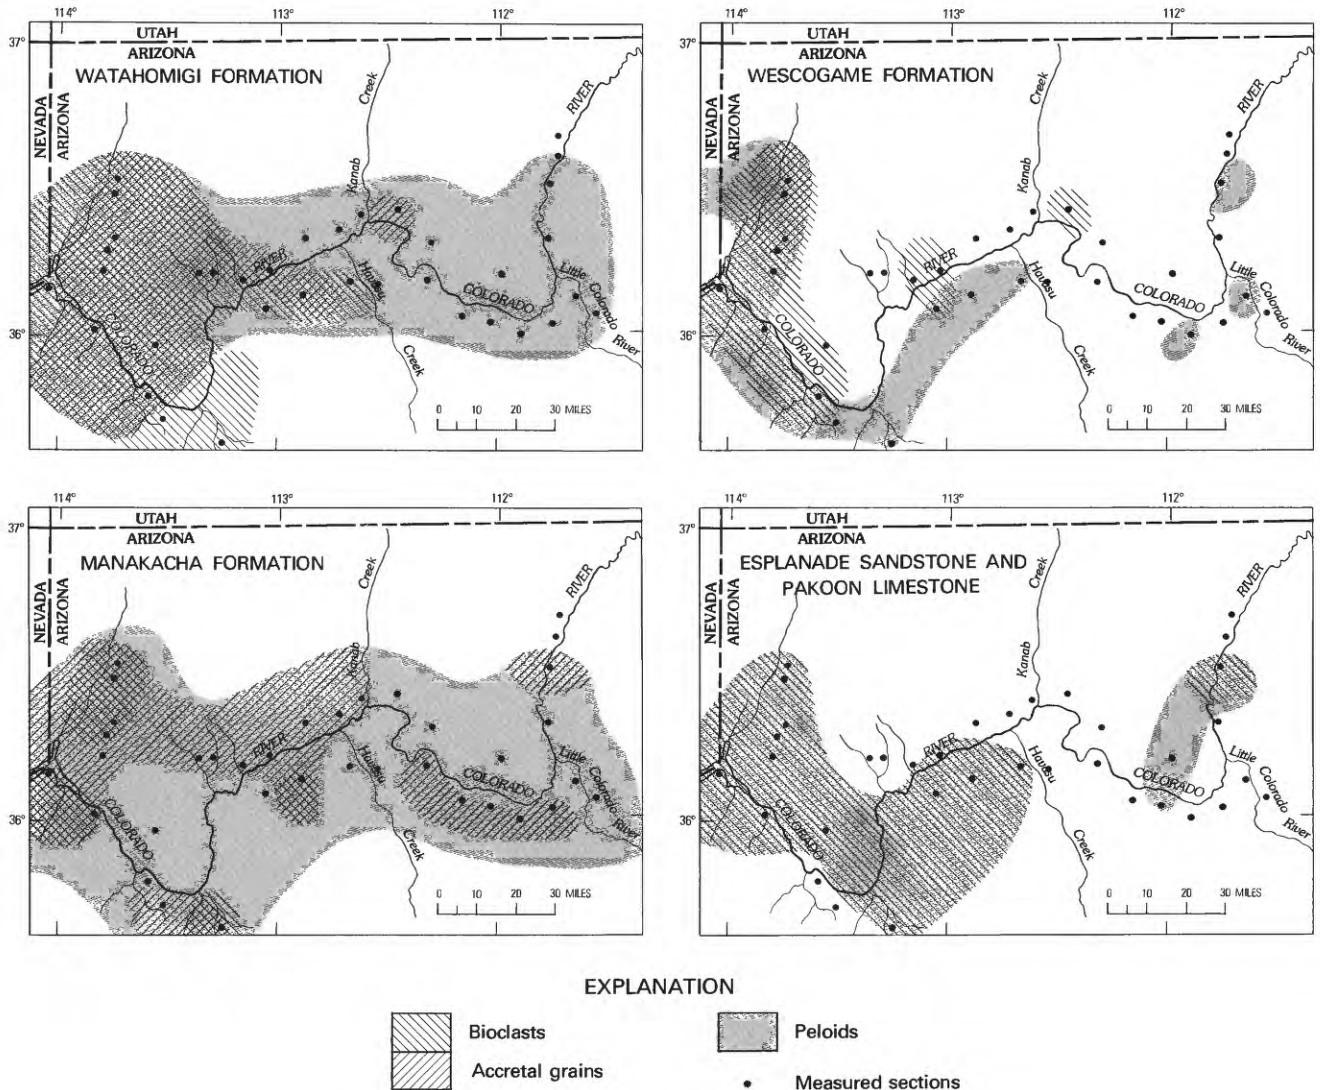 114° 113° 112°
37°
UTAH
ARIZONA
WATAHOMIGI FORMATION
NEVADA
ARIZONA
Creek
Kanab
RIVER
RIVER
Havasu
COLORADO
Little
Colorado
River
36°
COLORADO
Creek
0 10 20 30 MILES
114° 113° 112°
37°
UTAH
ARIZONA
WESCOGAME FORMATION
NEVADA
ARIZONA
Creek
Kanab
RIVER
RIVER
Havasu
COLORADO
Little
Colorado
River
36°
COLORADO
Creek
0 10 20 30 MILES
114° 113° 112°
37°
UTAH
ARIZONA
MANAKACHA FORMATION
NEVADA
ARIZONA
Creek
Kanab
RIVER
RIVER
Havasu
COLORADO
Little
Colorado
River
36°
COLORADO
Creek
0 10 20 30 MILES
114° 113° 112°
37°
UTAH
ARIZONA
ESPLANADE SANDSTONE AND
PAKOON LIMESTONE
NEVADA
ARIZONA
Creek
Kanab
RIVER
RIVER
Havasu
COLORADO
Little
Colorado
River
36°
COLORADO
Creek
0 10 20 30 MILES
EXPLANATION
Bioclasts
Peloids
Accretal grains
Measured sections